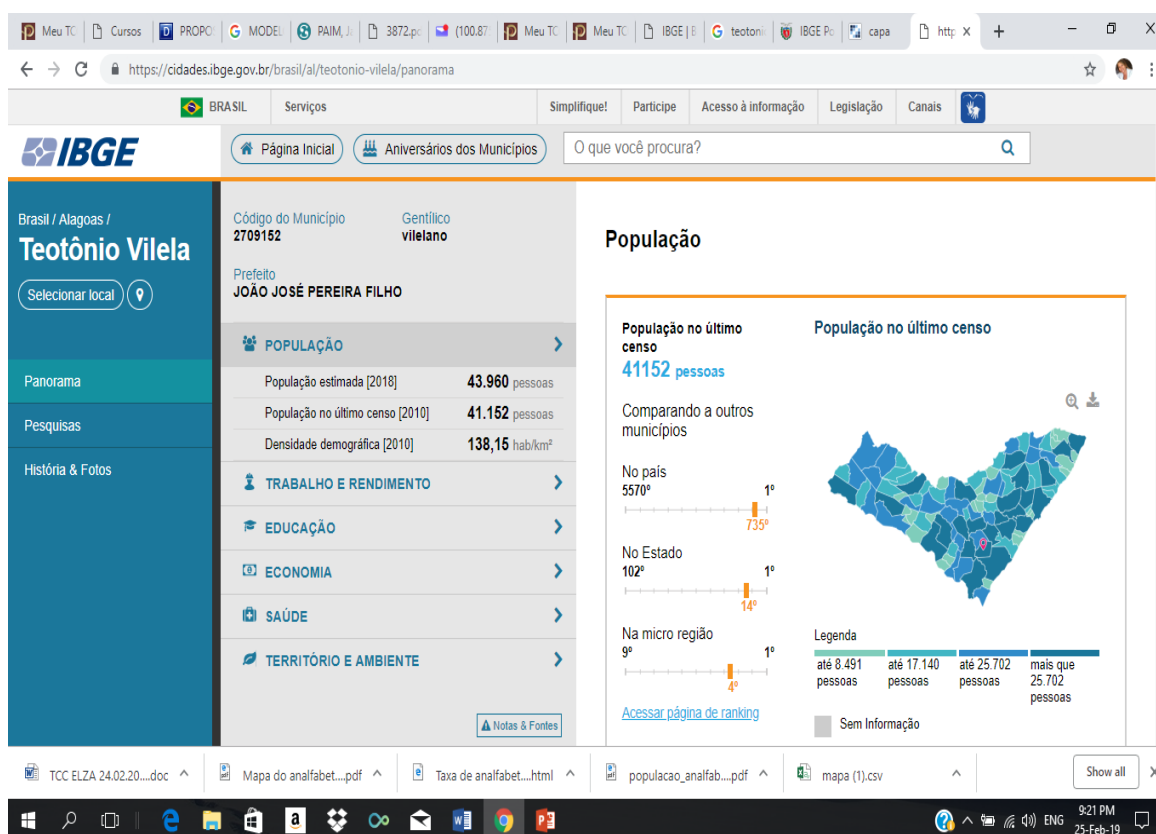 Meu TC
Cursos
PROPO
MODEL
PAIM, J
3872.pd
(100.87
Meu TC
Meu TC
IBGE | B
teotoni
IBGE Po
capa
http
https://cidades.ibge.gov.br/brasil/al/teotonio-vilela/panorama
BRASIL Serviços Simplifique! Participe Acesso à informação Legislação Canais
IBGE
Página Inicial
Aniversários dos Municípios
O que você procura?
Brasil / Alagoas /
Teotônio Vilela
Selecionar local
Panorama
Pesquisas
História & Fotos
Código do Município Gentílico
2709152 vilelano
Prefeito
JOÃO JOSÉ PEREIRA FILHO
POPULAÇÃO
População estimada [2018] 43.960 pessoas
População no último censo [2010] 41.152 pessoas
Densidade demográfica [2010] 138,15 hab/km²
TRABALHO E RENDIMENTO
EDUCAÇÃO
ECONOMIA
SAÚDE
TERRITÓRIO E AMBIENTE
Notas & Fontes
População
População no último
censo
41152 pessoas
Comparando a outros
municípios
No país
5570º 1º
735º
No Estado
102º 1º
14º
Na micro região
9º 1º
4º
Acessar página de ranking
População no último censo
Legenda
até 8.491
pessoas
até 17.140
pessoas
até 25.702
pessoas
mais que
25.702
pessoas
Sem Informação
TCC ELZA 24.02.20....doc
Mapa do analfabet....pdf
Taxa de analfabet....html
populacao_analfab....pdf
mapa (1).csv
Show all
ENG
9:21 PM
25-Feb-19